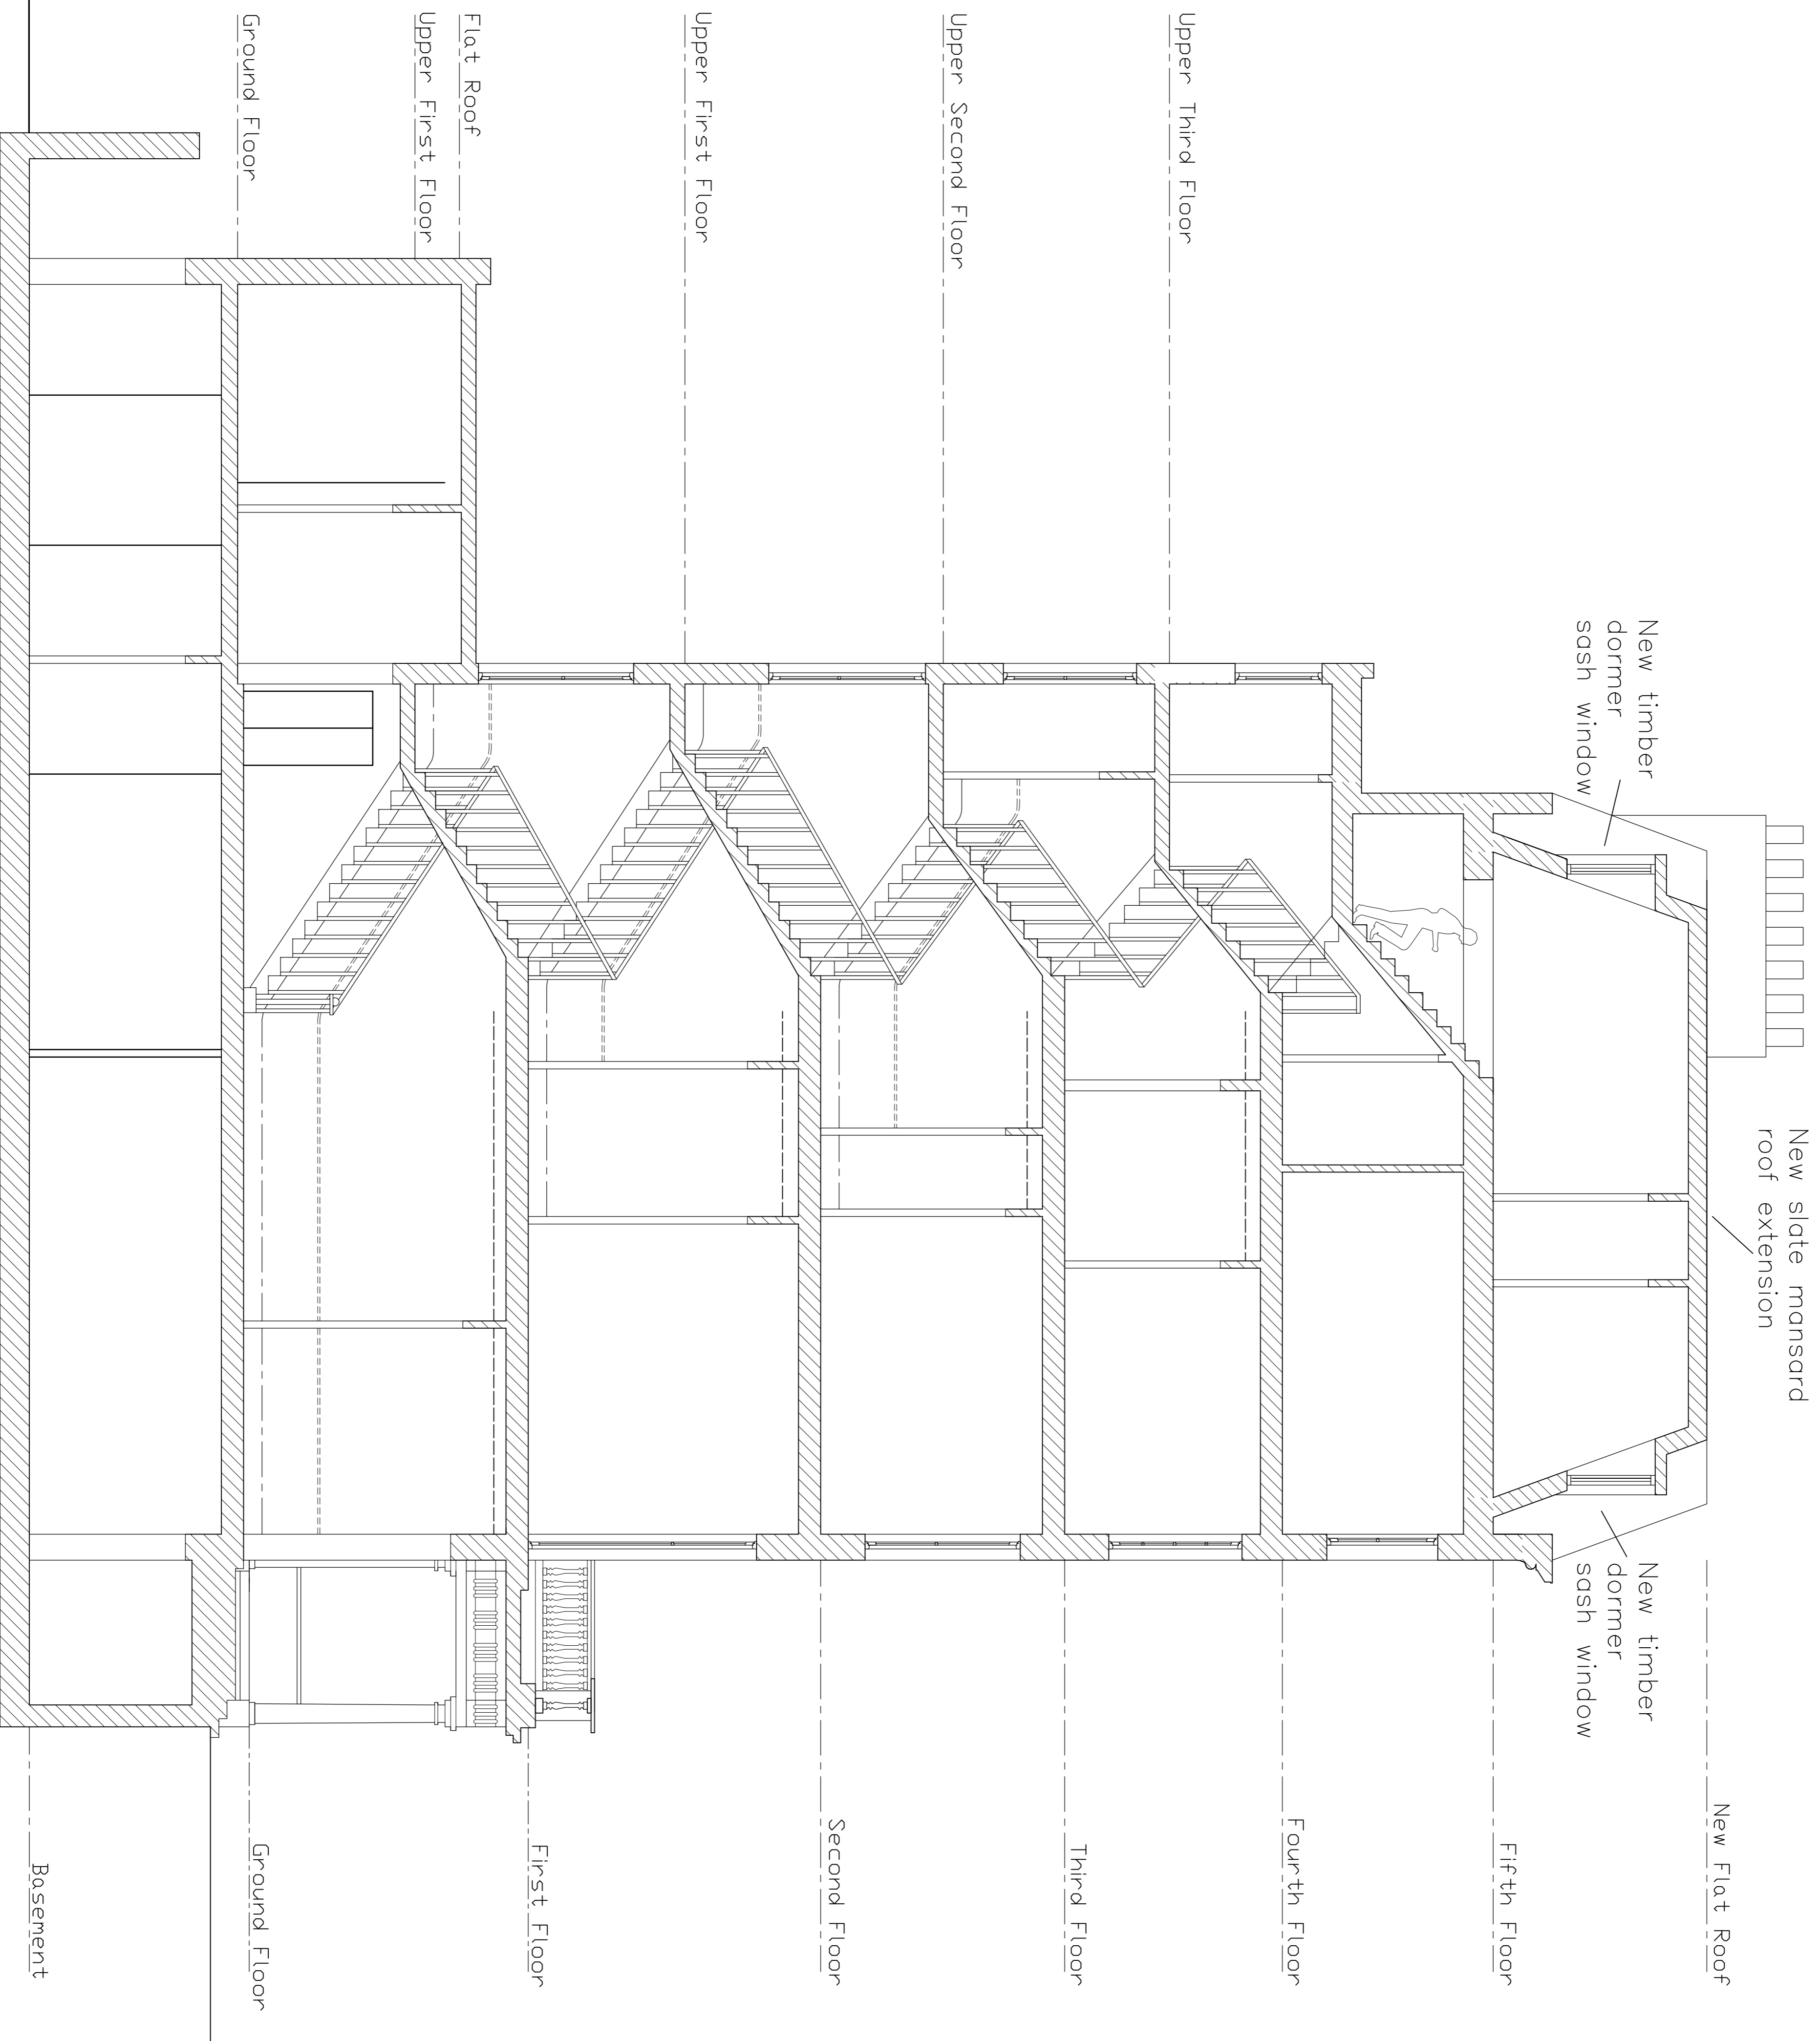 New slate mansard
roof extension
New timber
dormer
sash window
New timber
dormer
sash window
Upper Third Floor
Upper Second Floor
Upper First Floor
Flat Roof
Upper First Floor
Ground Floor
New Flat Roof
Fifth Floor
Fourth Floor
Third Floor
Second Floor
First Floor
Ground Floor
Basement